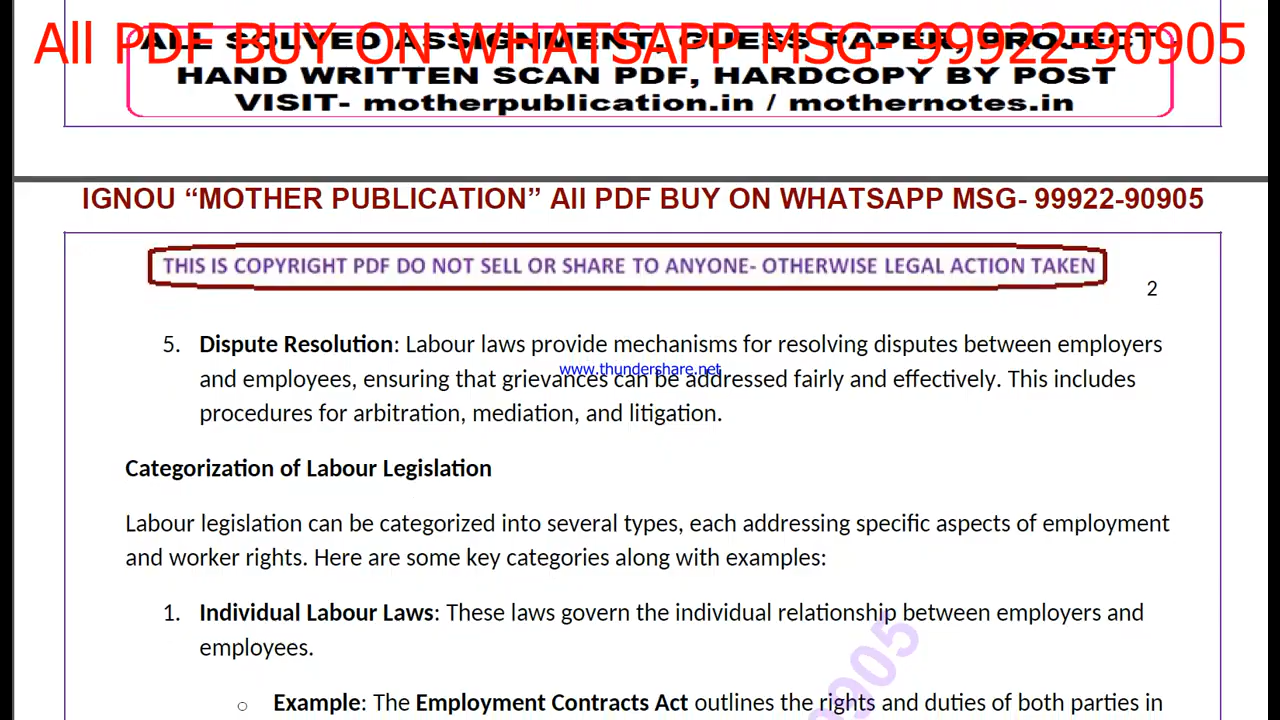 All PDF BUY ON WHATSAPP MSG- 99922-90905
ALL SOLVED ASSIGNMENT. GUESS PAPER, PROJECT
HAND WRITTEN SCAN PDF, HARDCOPY BY POST
VISIT- motherpublication.in / mothernotes.in
IGNOU “MOTHER PUBLICATION” All PDF BUY ON WHATSAPP MSG- 99922-90905
THIS IS COPYRIGHT PDF DO NOT SELL OR SHARE TO ANYONE- OTHERWISE LEGAL ACTION TAKEN
2
5. Dispute Resolution: Labour laws provide mechanisms for resolving disputes between employers
www.thundershare.net
and employees, ensuring that grievances can be addressed fairly and effectively. This includes
procedures for arbitration, mediation, and litigation.
Categorization of Labour Legislation
Labour legislation can be categorized into several types, each addressing specific aspects of employment
and worker rights. Here are some key categories along with examples:
1. Individual Labour Laws: These laws govern the individual relationship between employers and
employees.
0905
o Example: The Employment Contracts Act outlines the rights and duties of both parties in